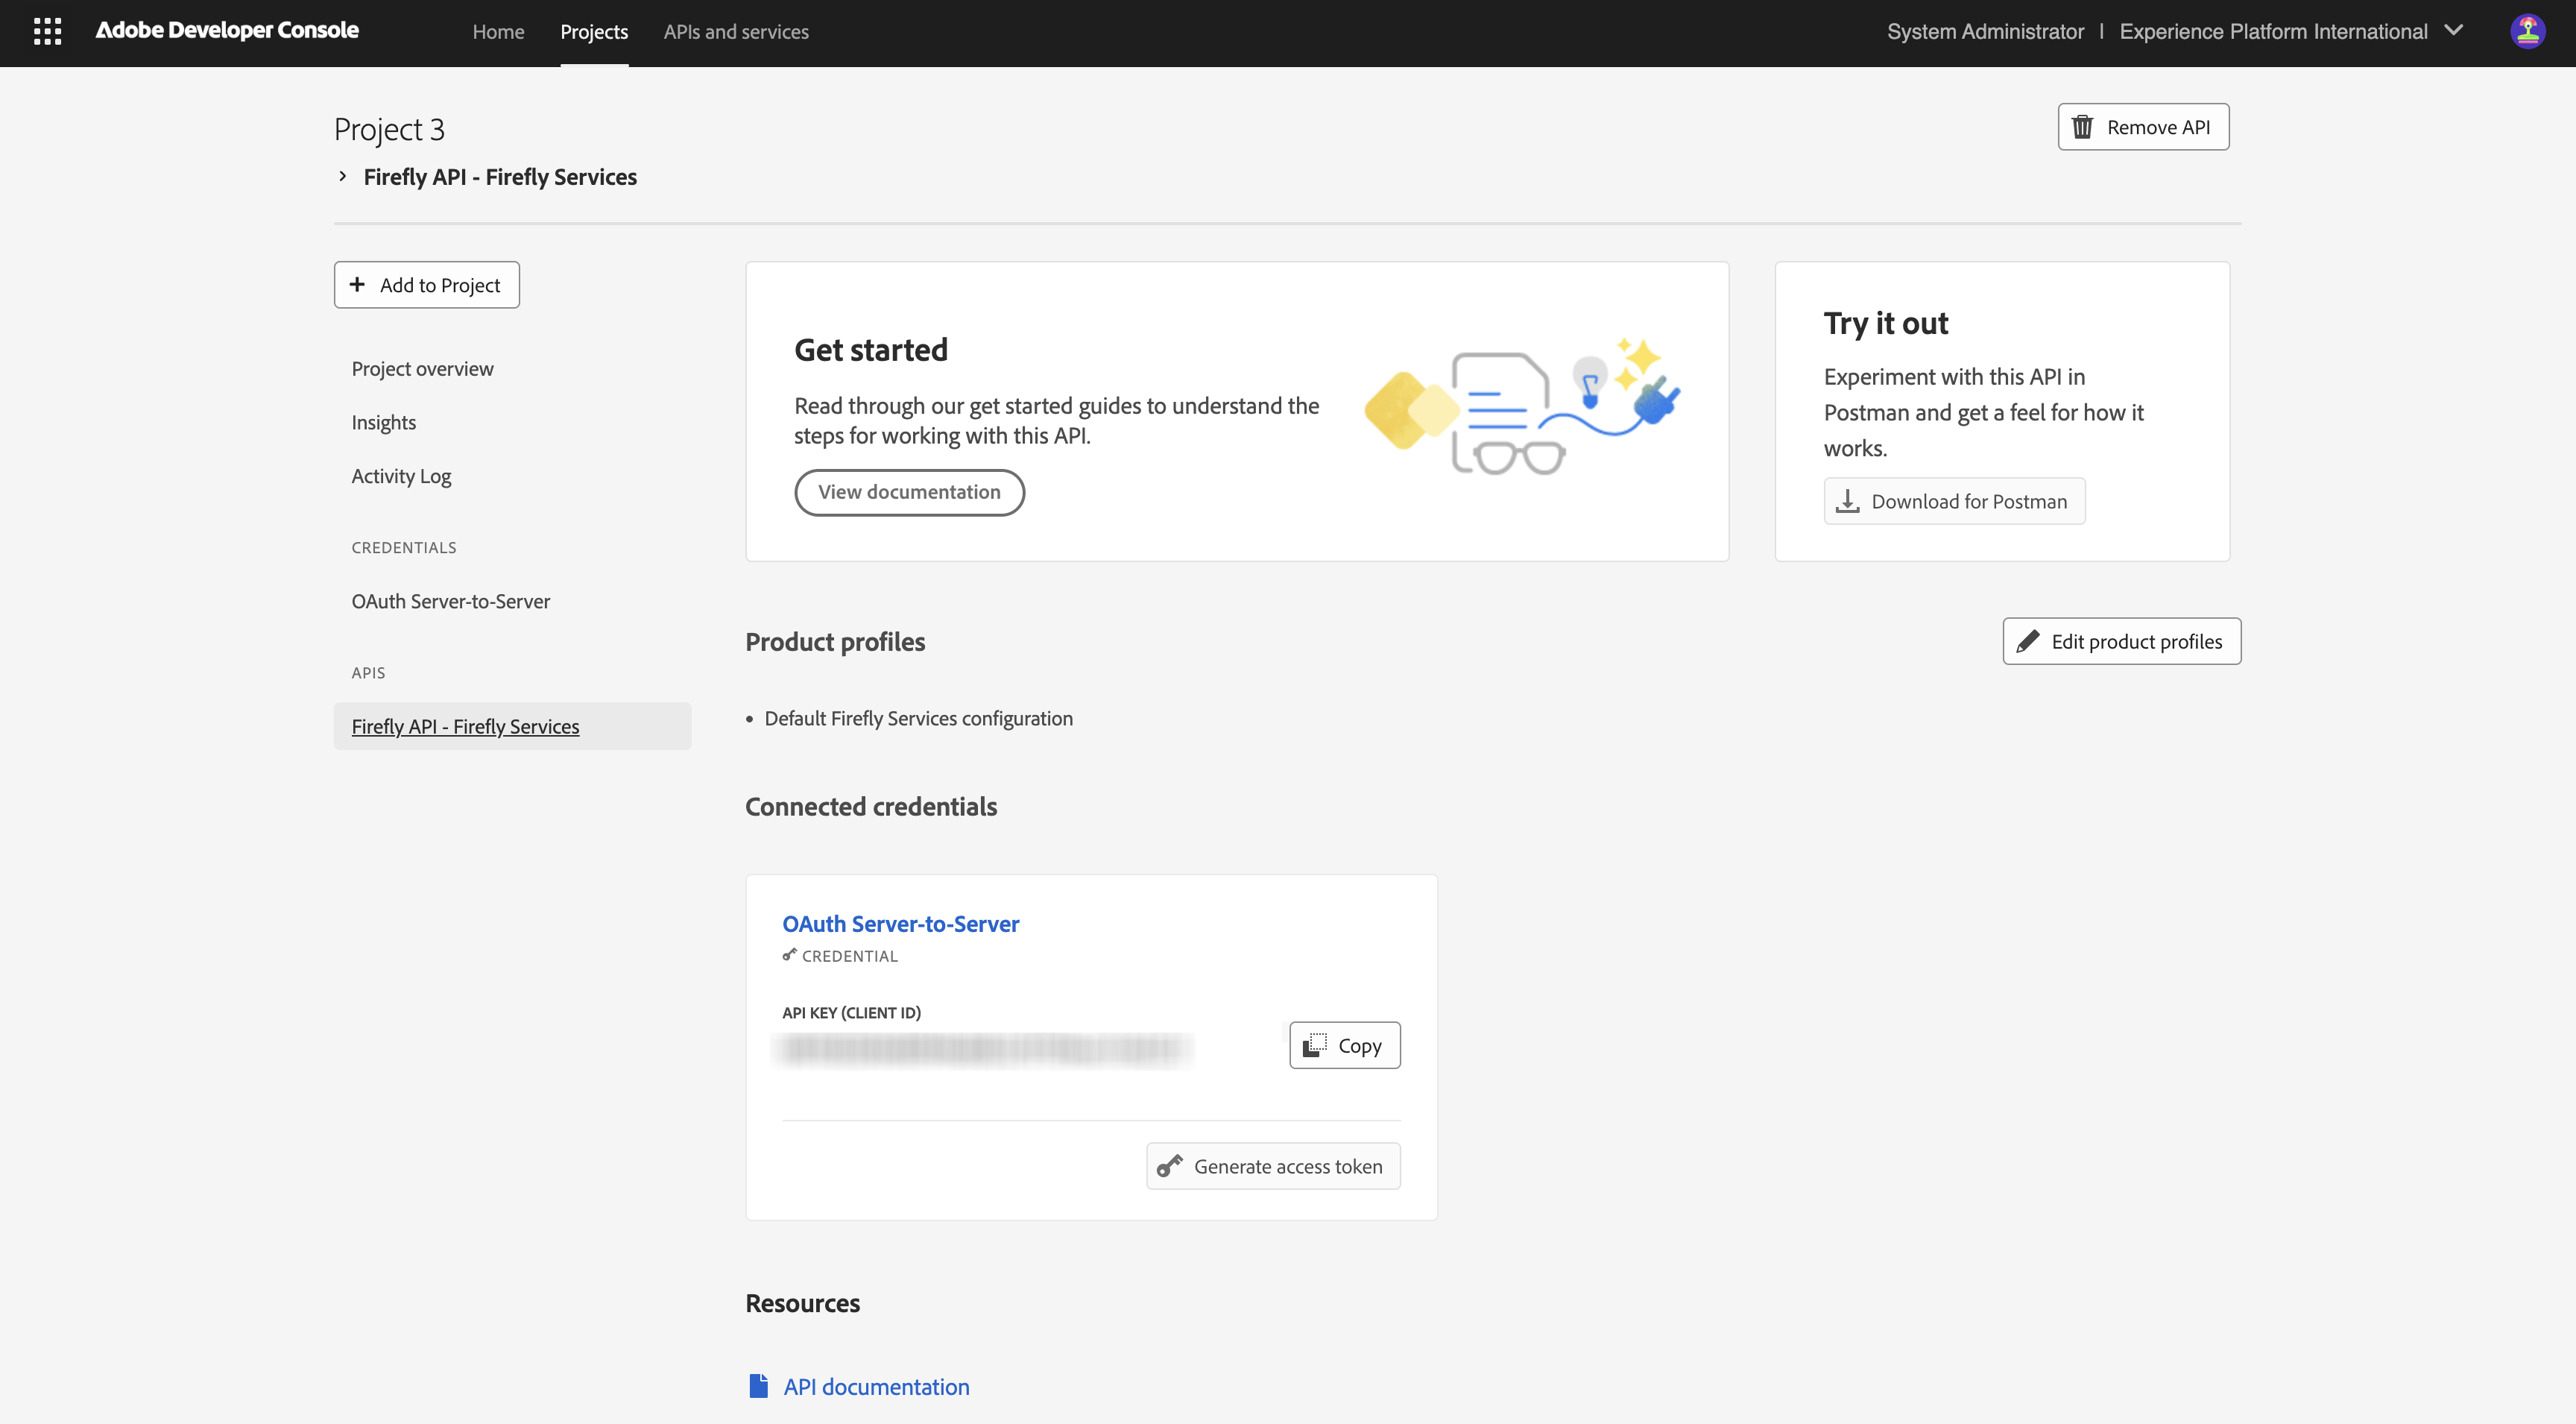 Adobe Developer Console
Home
Projects
APIs and services
System Administrator | Experience Platform International
Project 3
Remove API
Firefly API - Firefly Services
Add to Project
Project overview
Insights
Activity Log
CREDENTIALS
OAuth Server-to-Server
APIS
Firefly API - Firefly Services
Get started
Read through our get started guides to understand the
steps for working with this API.
View documentation
Try it out
Experiment with this API in
Postman and get a feel for how it
works.
Download for Postman
Product profiles
Edit product profiles
• Default Firefly Services configuration
Connected credentials
OAuth Server-to-Server
CREDENTIAL
API KEY (CLIENT ID)
Copy
Generate access token
Resources
API documentation